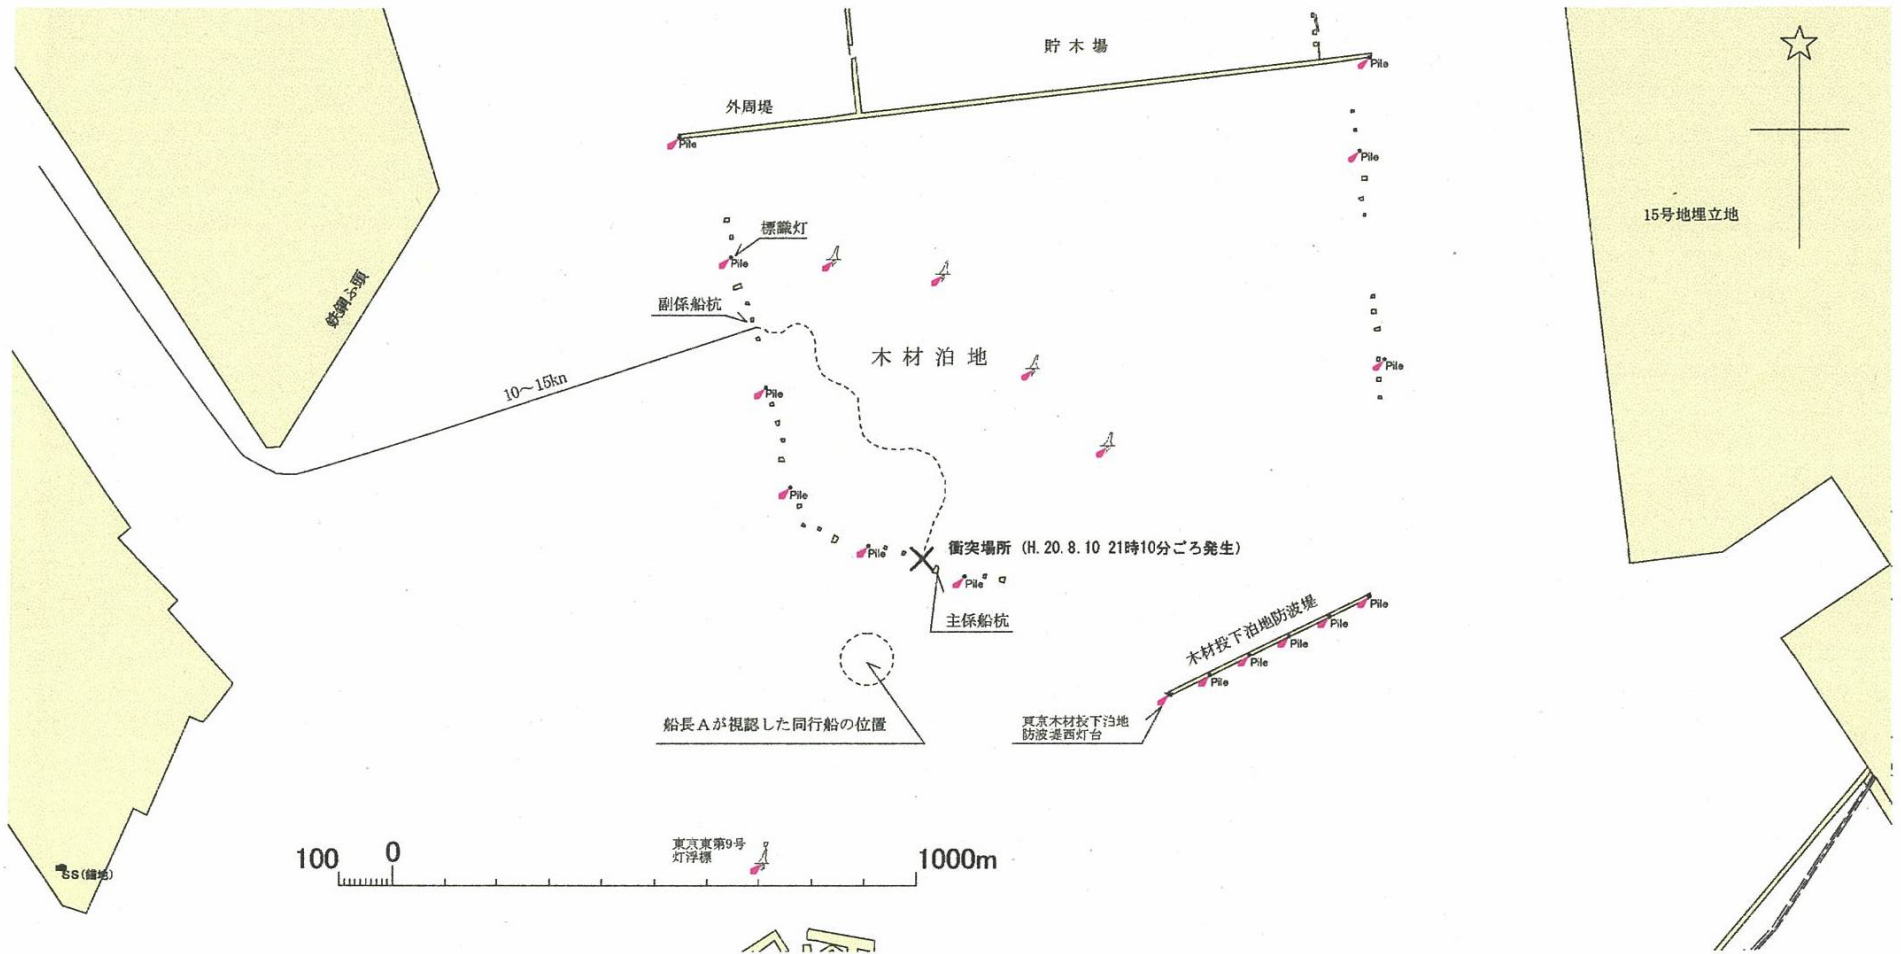 貯木場
外周堤
Pile
Pile
Pile
15号地埋立地
標識灯
Pile
鉄鋼ふ頭
副係船杭
木材泊地
10～15kn
Pile
Pile
Pile
衝突場所 (H.20.8.10 21時10分ごろ発生)
Pile
Pile
主係船杭
木材投下泊地防波堤
Pile
Pile
Pile
Pile
Pile
船長Aが視認した同行船の位置
東京木材投下泊地
防波堤西灯台
東京東第9号
灯浮標
100
0
1000m
SS(錨地)